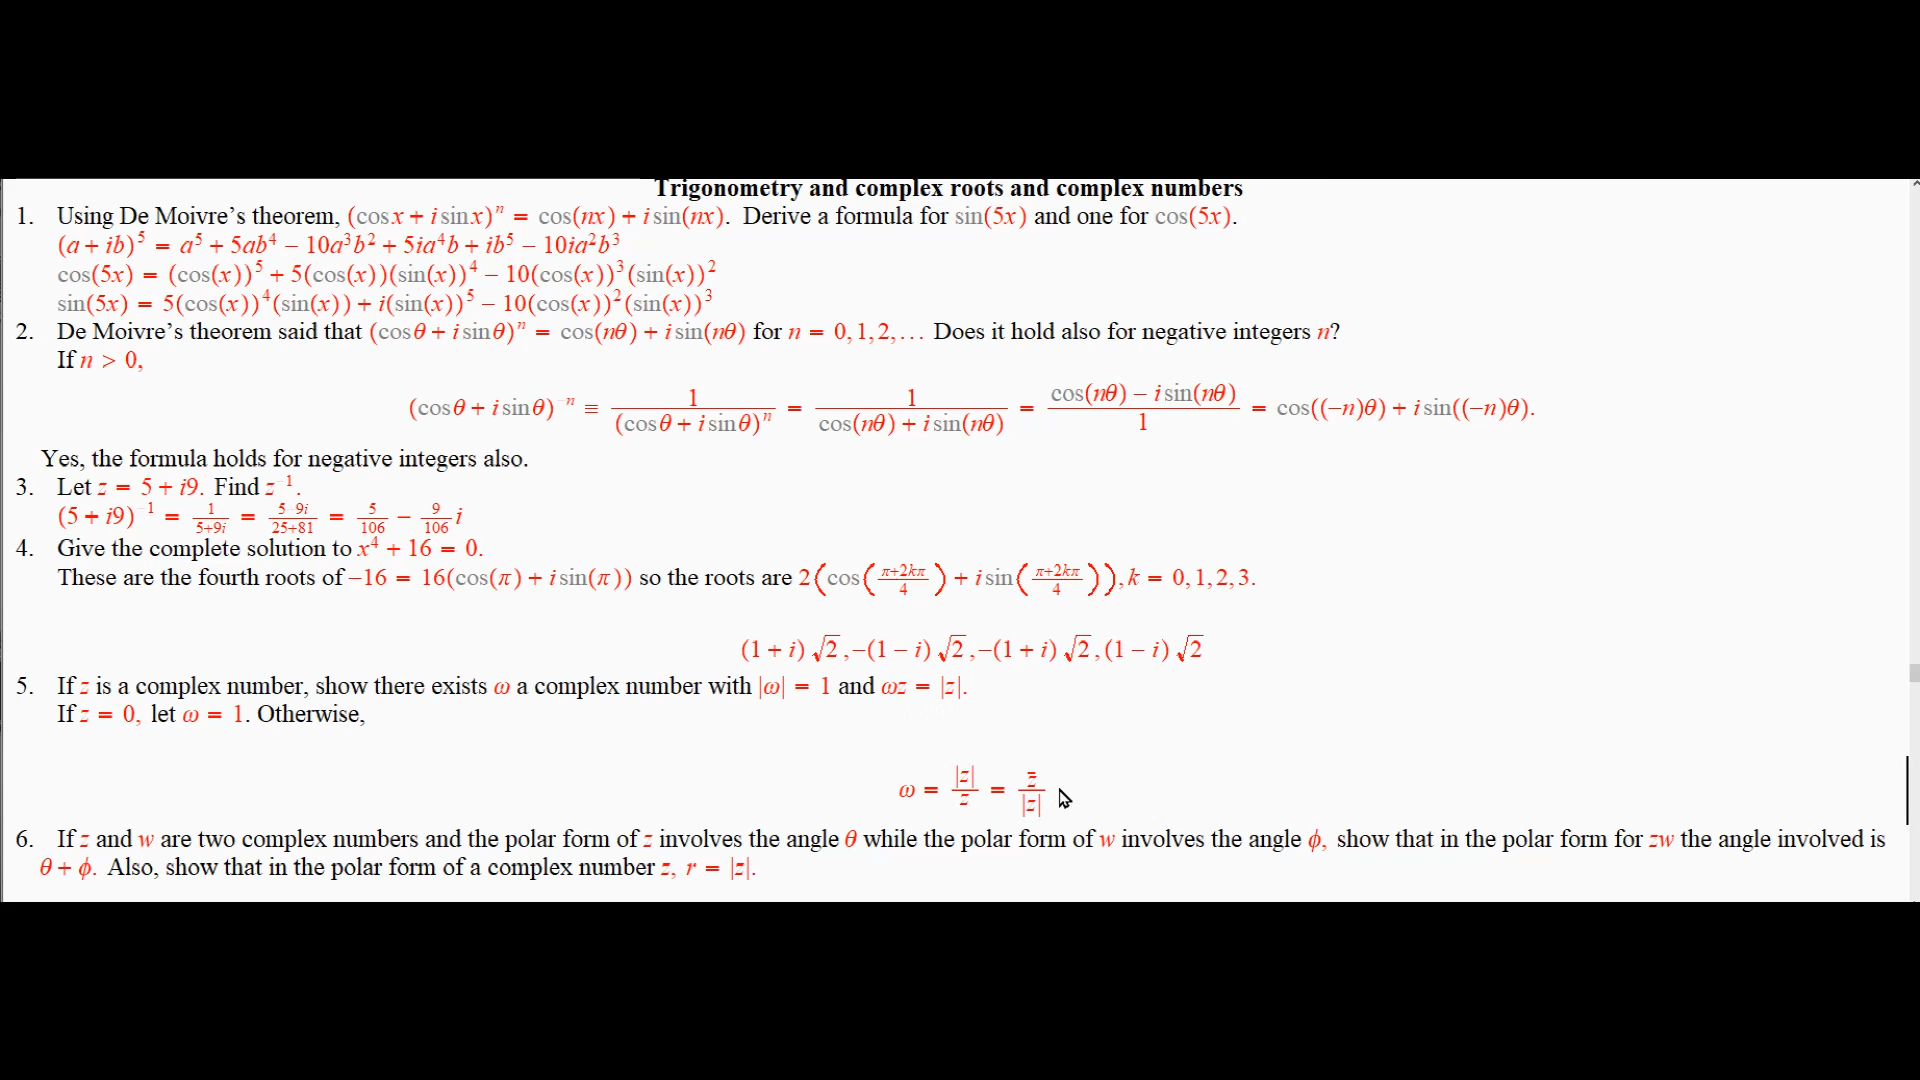 Trigonometry and complex roots and complex numbers
1. Using De Moivre's theorem, (cos x + i sin x)^n = cos(nx) + i sin(nx). Derive a formula for sin(5x) and one for cos(5x).
(a + ib)^5 = a^5 + 5ab^4 − 10a^3b^2 + 5ia^4b + ib^5 − 10ia^2b^3
cos(5x) = (cos(x))^5 + 5(cos(x))(sin(x))^4 − 10(cos(x))^3(sin(x))^2
sin(5x) = 5(cos(x))^4(sin(x)) + i(sin(x))^5 − 10(cos(x))^2(sin(x))^3
2. De Moivre's theorem said that (cos θ + i sin θ)^n = cos(nθ) + i sin(nθ) for n = 0, 1, 2, … Does it hold also for negative integers n?
If n > 0,
(cos θ + i sin θ)^−n ≡ 1/(cos θ + i sin θ)^n = 1/(cos(nθ) + i sin(nθ)) = (cos(nθ) − i sin(nθ))/1 = cos((−n)θ) + i sin((−n)θ).
Yes, the formula holds for negative integers also.
3. Let z = 5 + i9. Find z^−1.
(5 + i9)^−1 = 1/(5+9i) = (5−9i)/(25+81) = 5/106 − 9/106 i
4. Give the complete solution to x^4 + 16 = 0.
These are the fourth roots of −16 = 16(cos(π) + i sin(π)) so the roots are 2(cos((π+2kπ)/4) + i sin((π+2kπ)/4)), k = 0, 1, 2, 3.
(1 + i)√2, −(1 − i)√2, −(1 + i)√2, (1 − i)√2
5. If z is a complex number, show there exists ω a complex number with |ω| = 1 and ωz = |z|.
If z = 0, let ω = 1. Otherwise,
ω = |z|/z = z̄/|z|
6. If z and w are two complex numbers and the polar form of z involves the angle θ while the polar form of w involves the angle ϕ, show that in the polar form for zw the angle involved is
θ + ϕ. Also, show that in the polar form of a complex number z, r = |z|.